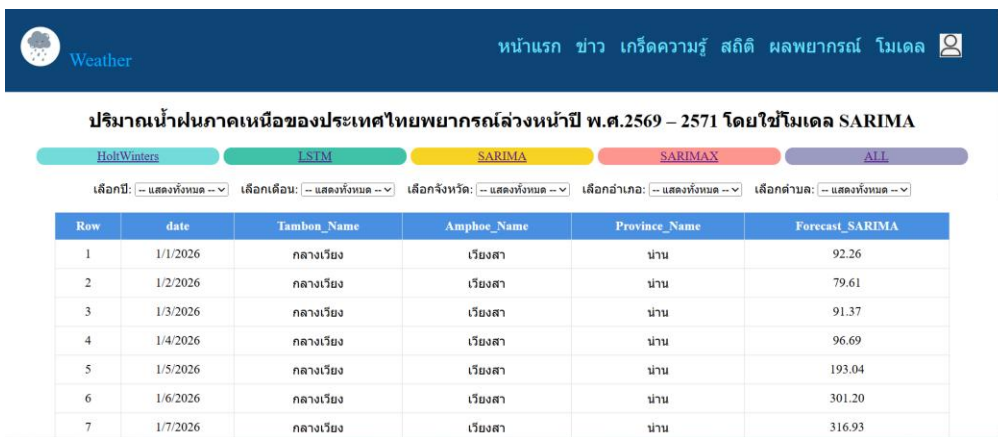 Weather
หน้าแรก ข่าว เกร็ดความรู้ สถิติ ผลพยากรณ์ โมเดล
ปริมาณน้ำฝนภาคเหนือของประเทศไทยพยากรณ์ล่วงหน้าปี พ.ศ.2569 – 2571 โดยใช้โมเดล SARIMA
HoltWinters LSTM SARIMA SARIMAX ALL
เลือกปี: -- แสดงทั้งหมด -- เลือกเดือน: -- แสดงทั้งหมด -- เลือกจังหวัด: -- แสดงทั้งหมด -- เลือกอำเภอ: -- แสดงทั้งหมด -- เลือกตำบล: -- แสดงทั้งหมด --
Row date Tambon_Name Amphoe_Name Province_Name Forecast_SARIMA
1 1/1/2026 กลางเวียง เวียงสา น่าน 92.26
2 1/2/2026 กลางเวียง เวียงสา น่าน 79.61
3 1/3/2026 กลางเวียง เวียงสา น่าน 91.37
4 1/4/2026 กลางเวียง เวียงสา น่าน 96.69
5 1/5/2026 กลางเวียง เวียงสา น่าน 193.04
6 1/6/2026 กลางเวียง เวียงสา น่าน 301.20
7 1/7/2026 กลางเวียง เวียงสา น่าน 316.93